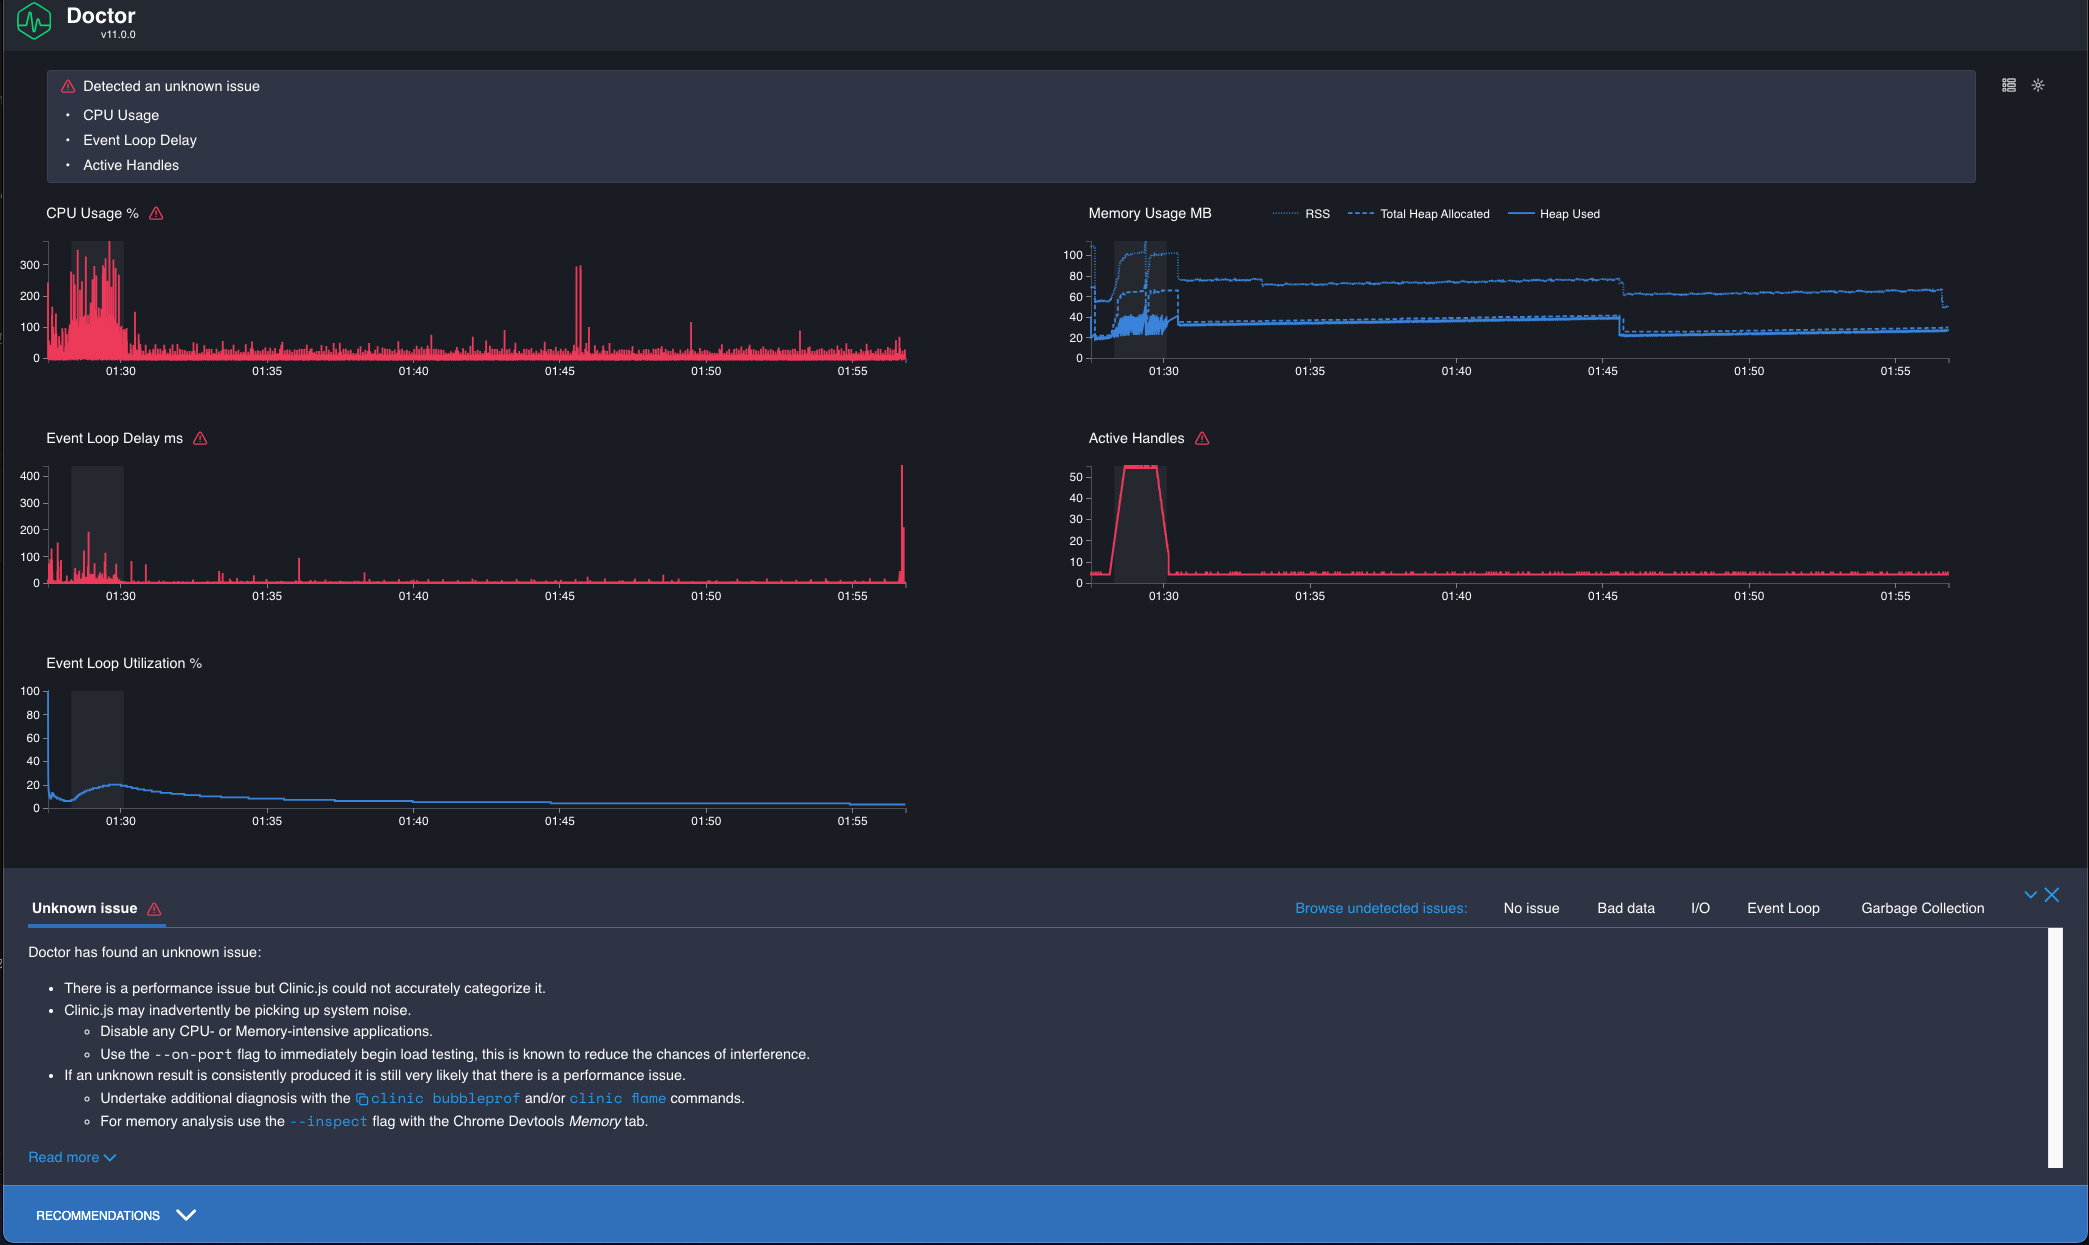 Doctor
v11.0.0
Detected an unknown issue
• CPU Usage
• Event Loop Delay
• Active Handles
CPU Usage %
300
200
100
0
01:30 01:35 01:40 01:45 01:50 01:55
Memory Usage MB RSS Total Heap Allocated Heap Used
100
80
60
40
20
0
01:30 01:35 01:40 01:45 01:50 01:55
Event Loop Delay ms
400
300
200
100
0
01:30 01:35 01:40 01:45 01:50 01:55
Active Handles
50
40
30
20
10
0
01:30 01:35 01:40 01:45 01:50 01:55
Event Loop Utilization %
100
80
60
40
20
0
01:30 01:35 01:40 01:45 01:50 01:55
Unknown issue Browse undetected issues: No issue Bad data I/O Event Loop Garbage Collection
Doctor has found an unknown issue:
• There is a performance issue but Clinic.js could not accurately categorize it.
• Clinic.js may inadvertently be picking up system noise.
◦ Disable any CPU- or Memory-intensive applications.
◦ Use the --on-port flag to immediately begin load testing, this is known to reduce the chances of interference.
• If an unknown result is consistently produced it is still very likely that there is a performance issue.
◦ Undertake additional diagnosis with the clinic bubbleprof and/or clinic flame commands.
◦ For memory analysis use the --inspect flag with the Chrome Devtools Memory tab.
Read more
RECOMMENDATIONS